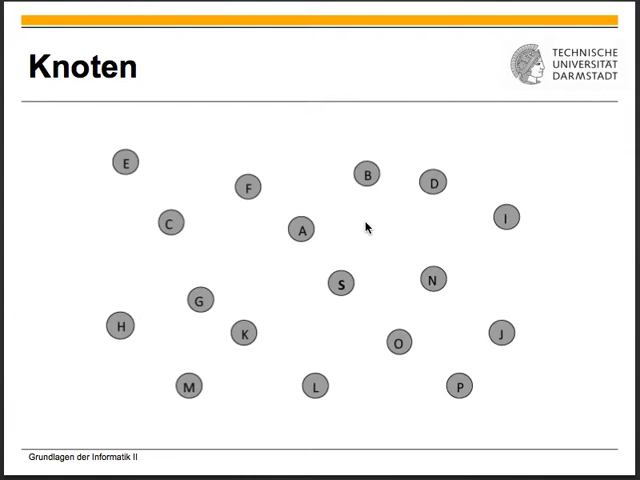 Knoten
TECHNISCHE
UNIVERSITÄT
DARMSTADT
E
F
B
D
C
A
I
S
N
G
H
K
O
J
M
L
P
Grundlagen der Informatik II